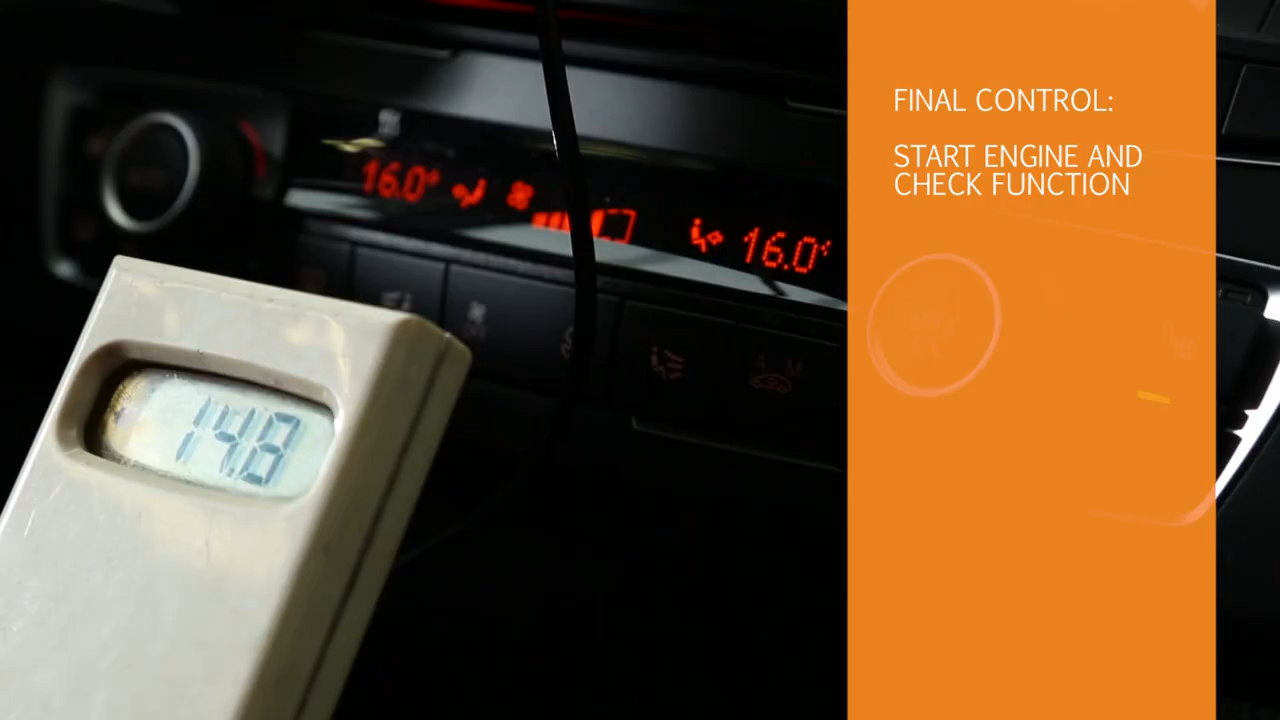 FINAL CONTROL:
START ENGINE AND
CHECK FUNCTION
16.0°
16.0°
14.8
A M